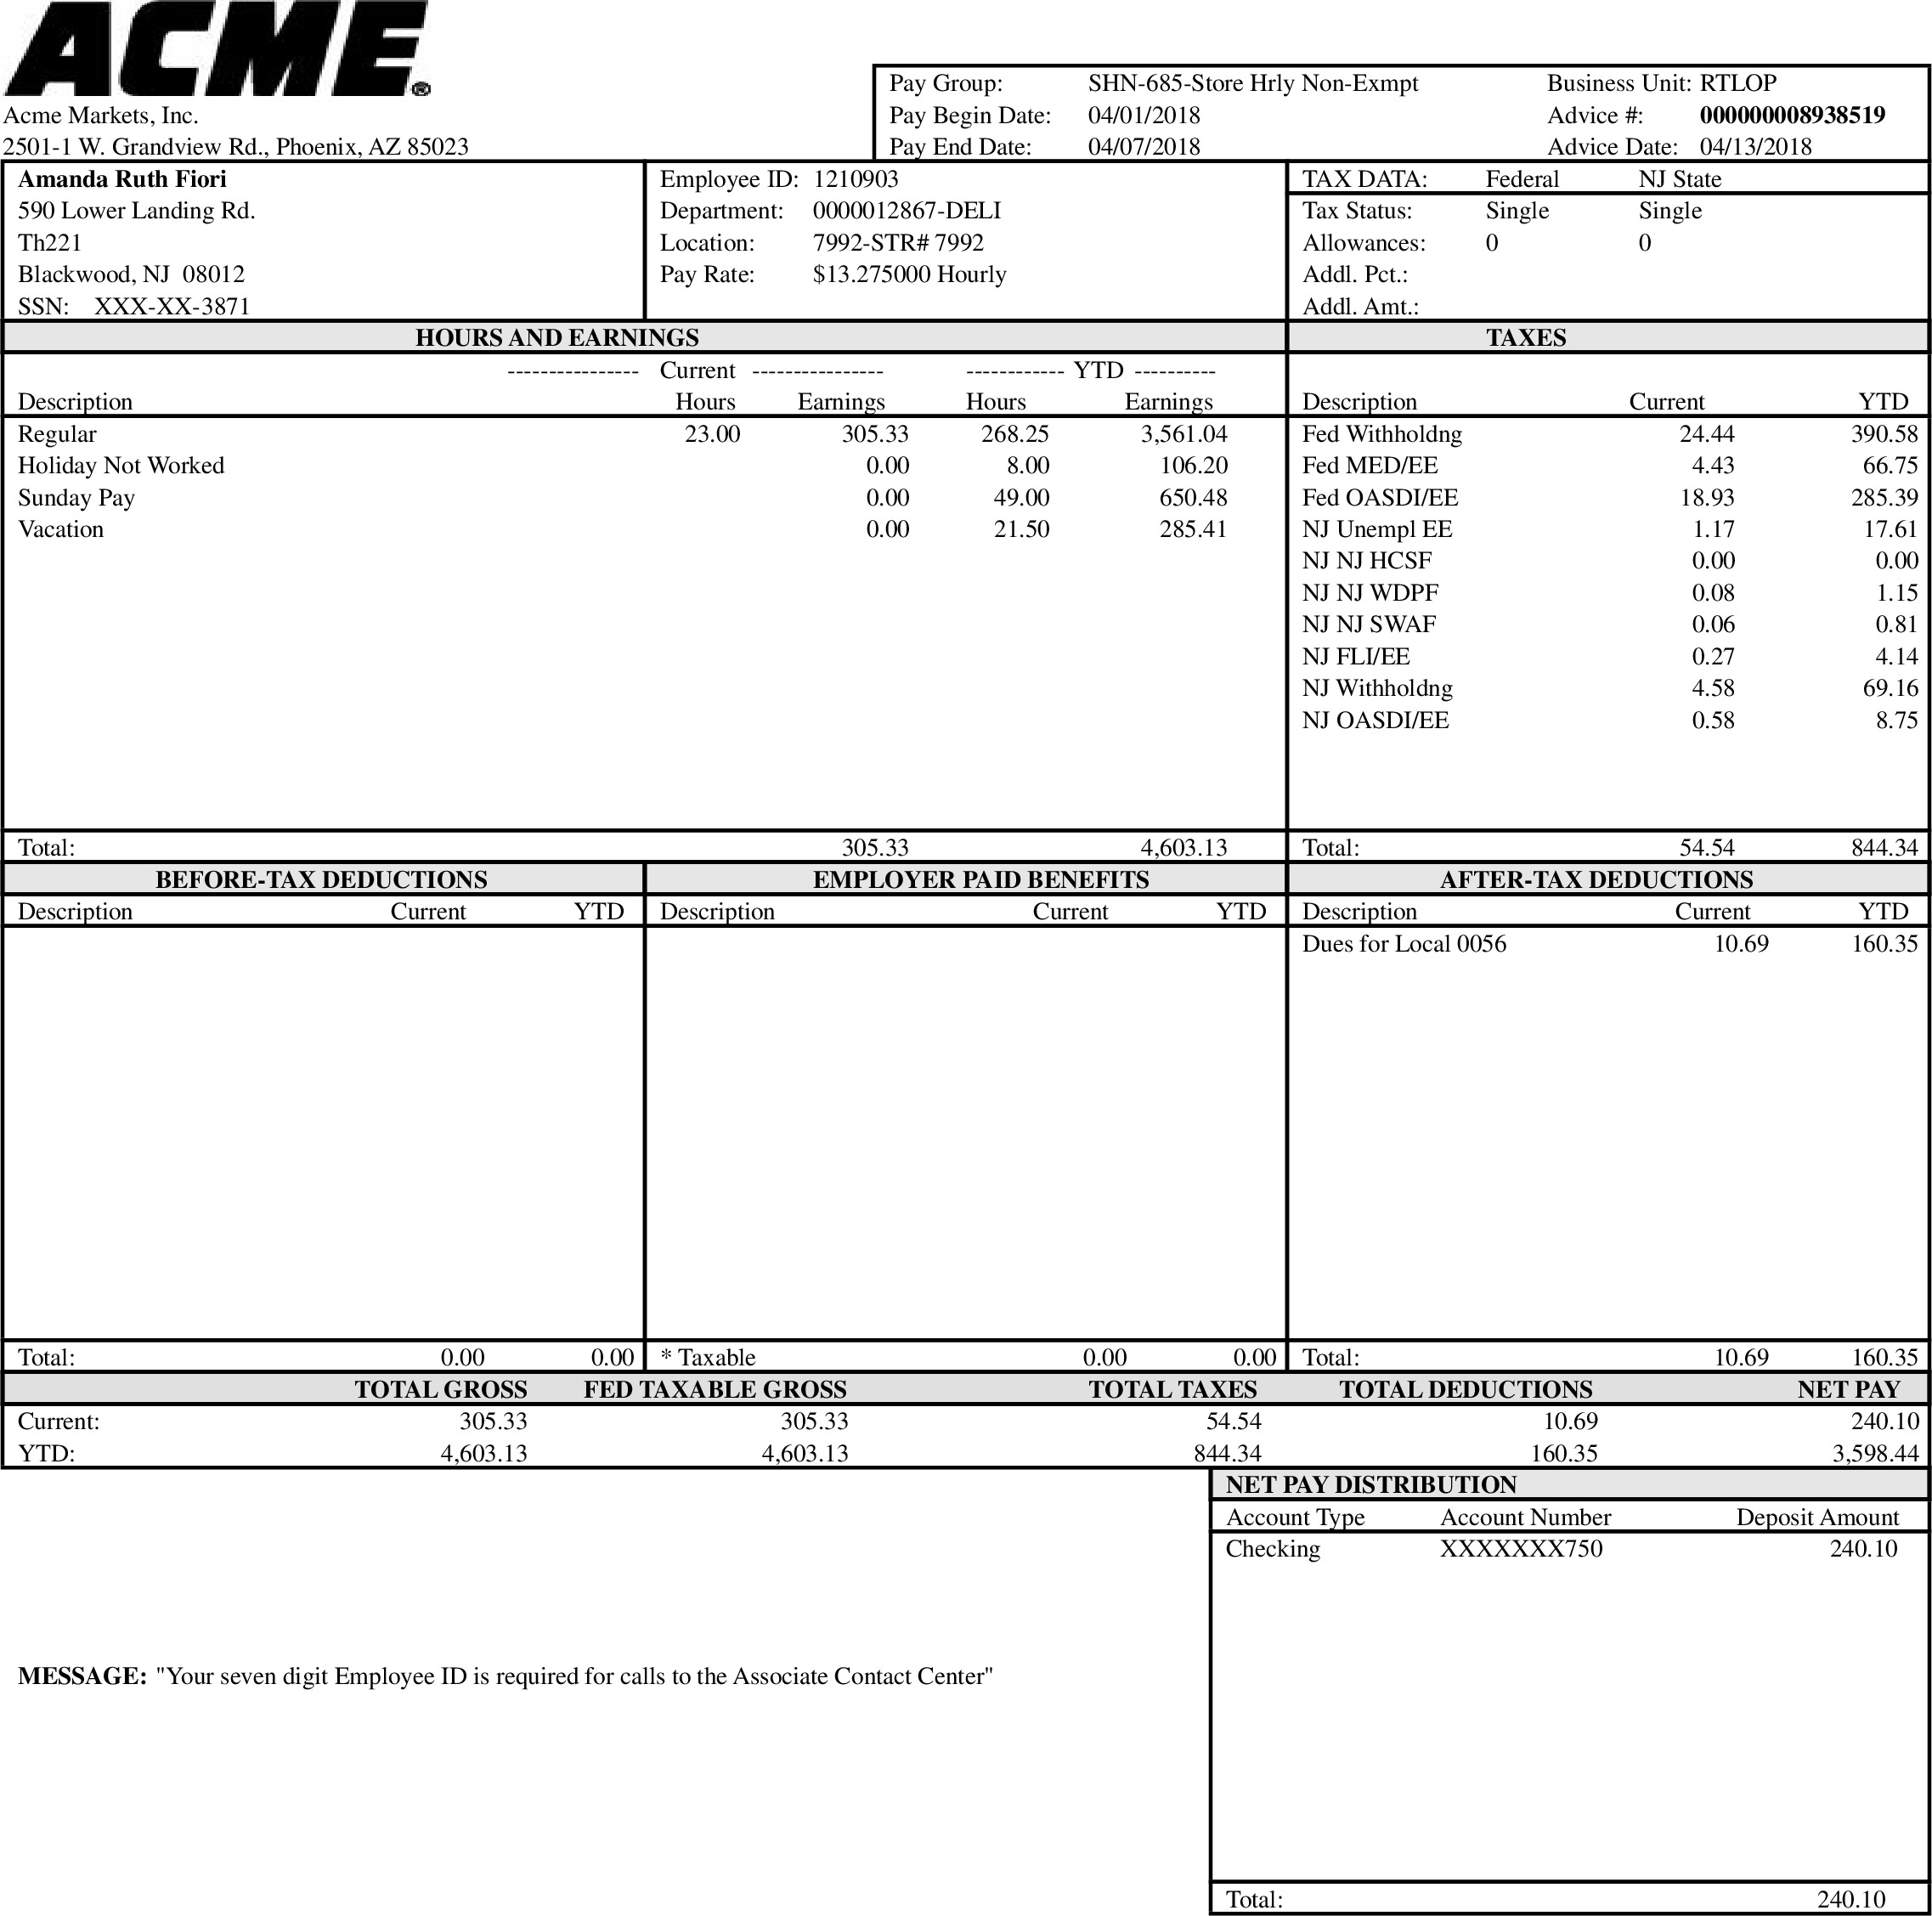 ACME®
Acme Markets, Inc.
2501-1 W. Grandview Rd., Phoenix, AZ 85023
Pay Group: SHN-685-Store Hrly Non-Exmpt Business Unit: RTLOP
Pay Begin Date: 04/01/2018 Advice #: 000000008938519
Pay End Date: 04/07/2018 Advice Date: 04/13/2018
Amanda Ruth Fiori
590 Lower Landing Rd.
Th221
Blackwood, NJ 08012
SSN: XXX-XX-3871
Employee ID: 1210903
Department: 0000012867-DELI
Location: 7992-STR# 7992
Pay Rate: $13.275000 Hourly
TAX DATA: Federal NJ State
Tax Status: Single Single
Allowances: 0 0
Addl. Pct.:
Addl. Amt.:
HOURS AND EARNINGS
---------------- Current ---------------- ------------ YTD ----------
Description Hours Earnings Hours Earnings
Regular 23.00 305.33 268.25 3,561.04
Holiday Not Worked 0.00 8.00 106.20
Sunday Pay 0.00 49.00 650.48
Vacation 0.00 21.50 285.41
Total: 305.33 4,603.13
TAXES
Description Current YTD
Fed Withholdng 24.44 390.58
Fed MED/EE 4.43 66.75
Fed OASDI/EE 18.93 285.39
NJ Unempl EE 1.17 17.61
NJ NJ HCSF 0.00 0.00
NJ NJ WDPF 0.08 1.15
NJ NJ SWAF 0.06 0.81
NJ FLI/EE 0.27 4.14
NJ Withholdng 4.58 69.16
NJ OASDI/EE 0.58 8.75
Total: 54.54 844.34
BEFORE-TAX DEDUCTIONS
Description Current YTD
Total: 0.00 0.00
EMPLOYER PAID BENEFITS
Description Current YTD
* Taxable 0.00 0.00
AFTER-TAX DEDUCTIONS
Description Current YTD
Dues for Local 0056 10.69 160.35
Total: 10.69 160.35
TOTAL GROSS FED TAXABLE GROSS TOTAL TAXES TOTAL DEDUCTIONS NET PAY
Current: 305.33 305.33 54.54 10.69 240.10
YTD: 4,603.13 4,603.13 844.34 160.35 3,598.44
NET PAY DISTRIBUTION
Account Type Account Number Deposit Amount
Checking XXXXXXX750 240.10
MESSAGE: "Your seven digit Employee ID is required for calls to the Associate Contact Center"
Total: 240.10